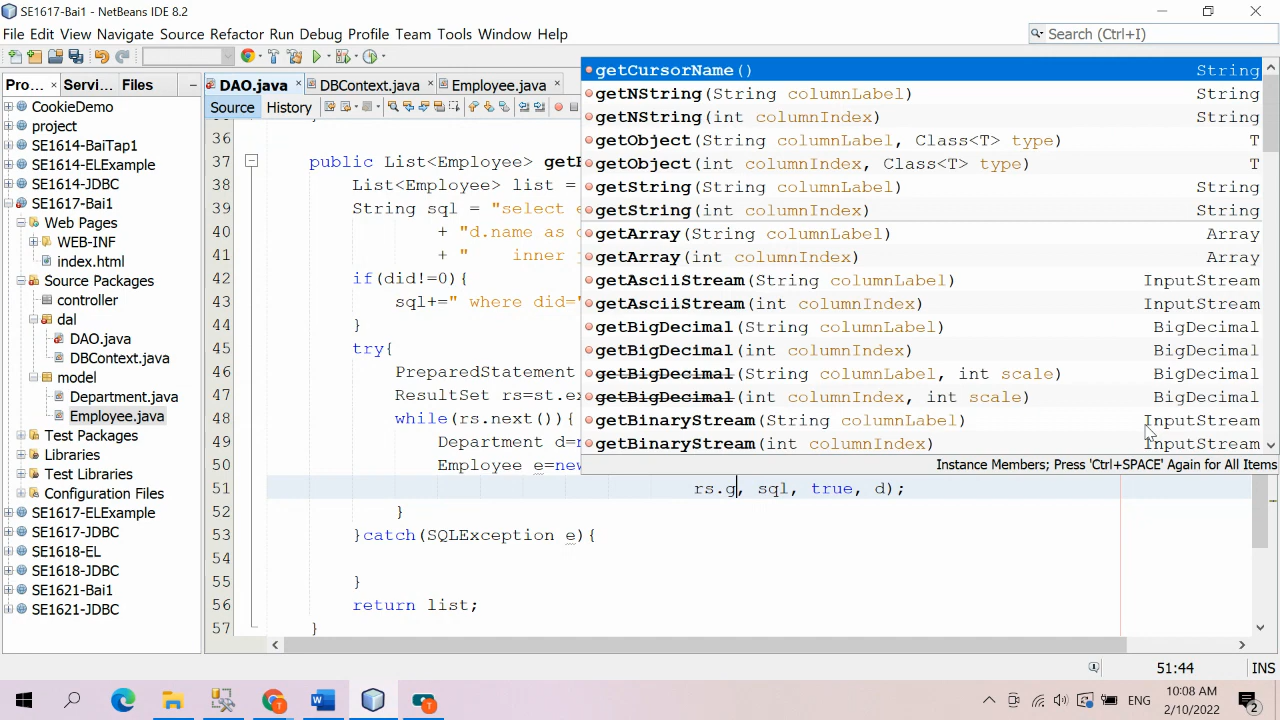 SE1617-Bai1 - NetBeans IDE 8.2
File Edit View Navigate Source Refactor Run Debug Profile Team Tools Window Help
Search (Ctrl+I)
Pro... Servi... Files
DAO.java DBContext.java Employee.java
Source History
CookieDemo
project
SE1614-BaiTap1
SE1614-ELExample
SE1614-JDBC
SE1617-Bai1
Web Pages
WEB-INF
index.html
Source Packages
controller
dal
DAO.java
DBContext.java
model
Department.java
Employee.java
Test Packages
Libraries
Test Libraries
Configuration Files
SE1617-ELExample
SE1617-JDBC
SE1618-EL
SE1618-JDBC
SE1621-Bai1
SE1621-JDBC
36
37 public List<Employee> get
38 List<Employee> list =
39 String sql = "select
40 + "d.name as
41 + " inner
42 if(did!=0){
43 sql+=" where did="
44 }
45 try{
46 PreparedStatement
47 ResultSet rs=st.ex
48 while(rs.next()){
49 Department d=n
50 Employee e=new
51 rs.g, sql, true, d);
52 }
53 }catch(SQLException e){
54
55 }
56 return list;
57 }
getCursorName() String
getNString(String columnLabel) String
getNString(int columnIndex) String
getObject(String columnLabel, Class<T> type) T
getObject(int columnIndex, Class<T> type) T
getString(String columnLabel) String
getString(int columnIndex) String
getArray(String columnLabel) Array
getArray(int columnIndex) Array
getAsciiStream(String columnLabel) InputStream
getAsciiStream(int columnIndex) InputStream
getBigDecimal(String columnLabel) BigDecimal
getBigDecimal(int columnIndex) BigDecimal
getBigDecimal(String columnLabel, int scale) BigDecimal
getBigDecimal(int columnIndex, int scale) BigDecimal
getBinaryStream(String columnLabel) InputStream
getBinaryStream(int columnIndex) InputStream
Instance Members; Press 'Ctrl+SPACE' Again for All Items
51:44 INS
ENG
10:08 AM
2/10/2022
2